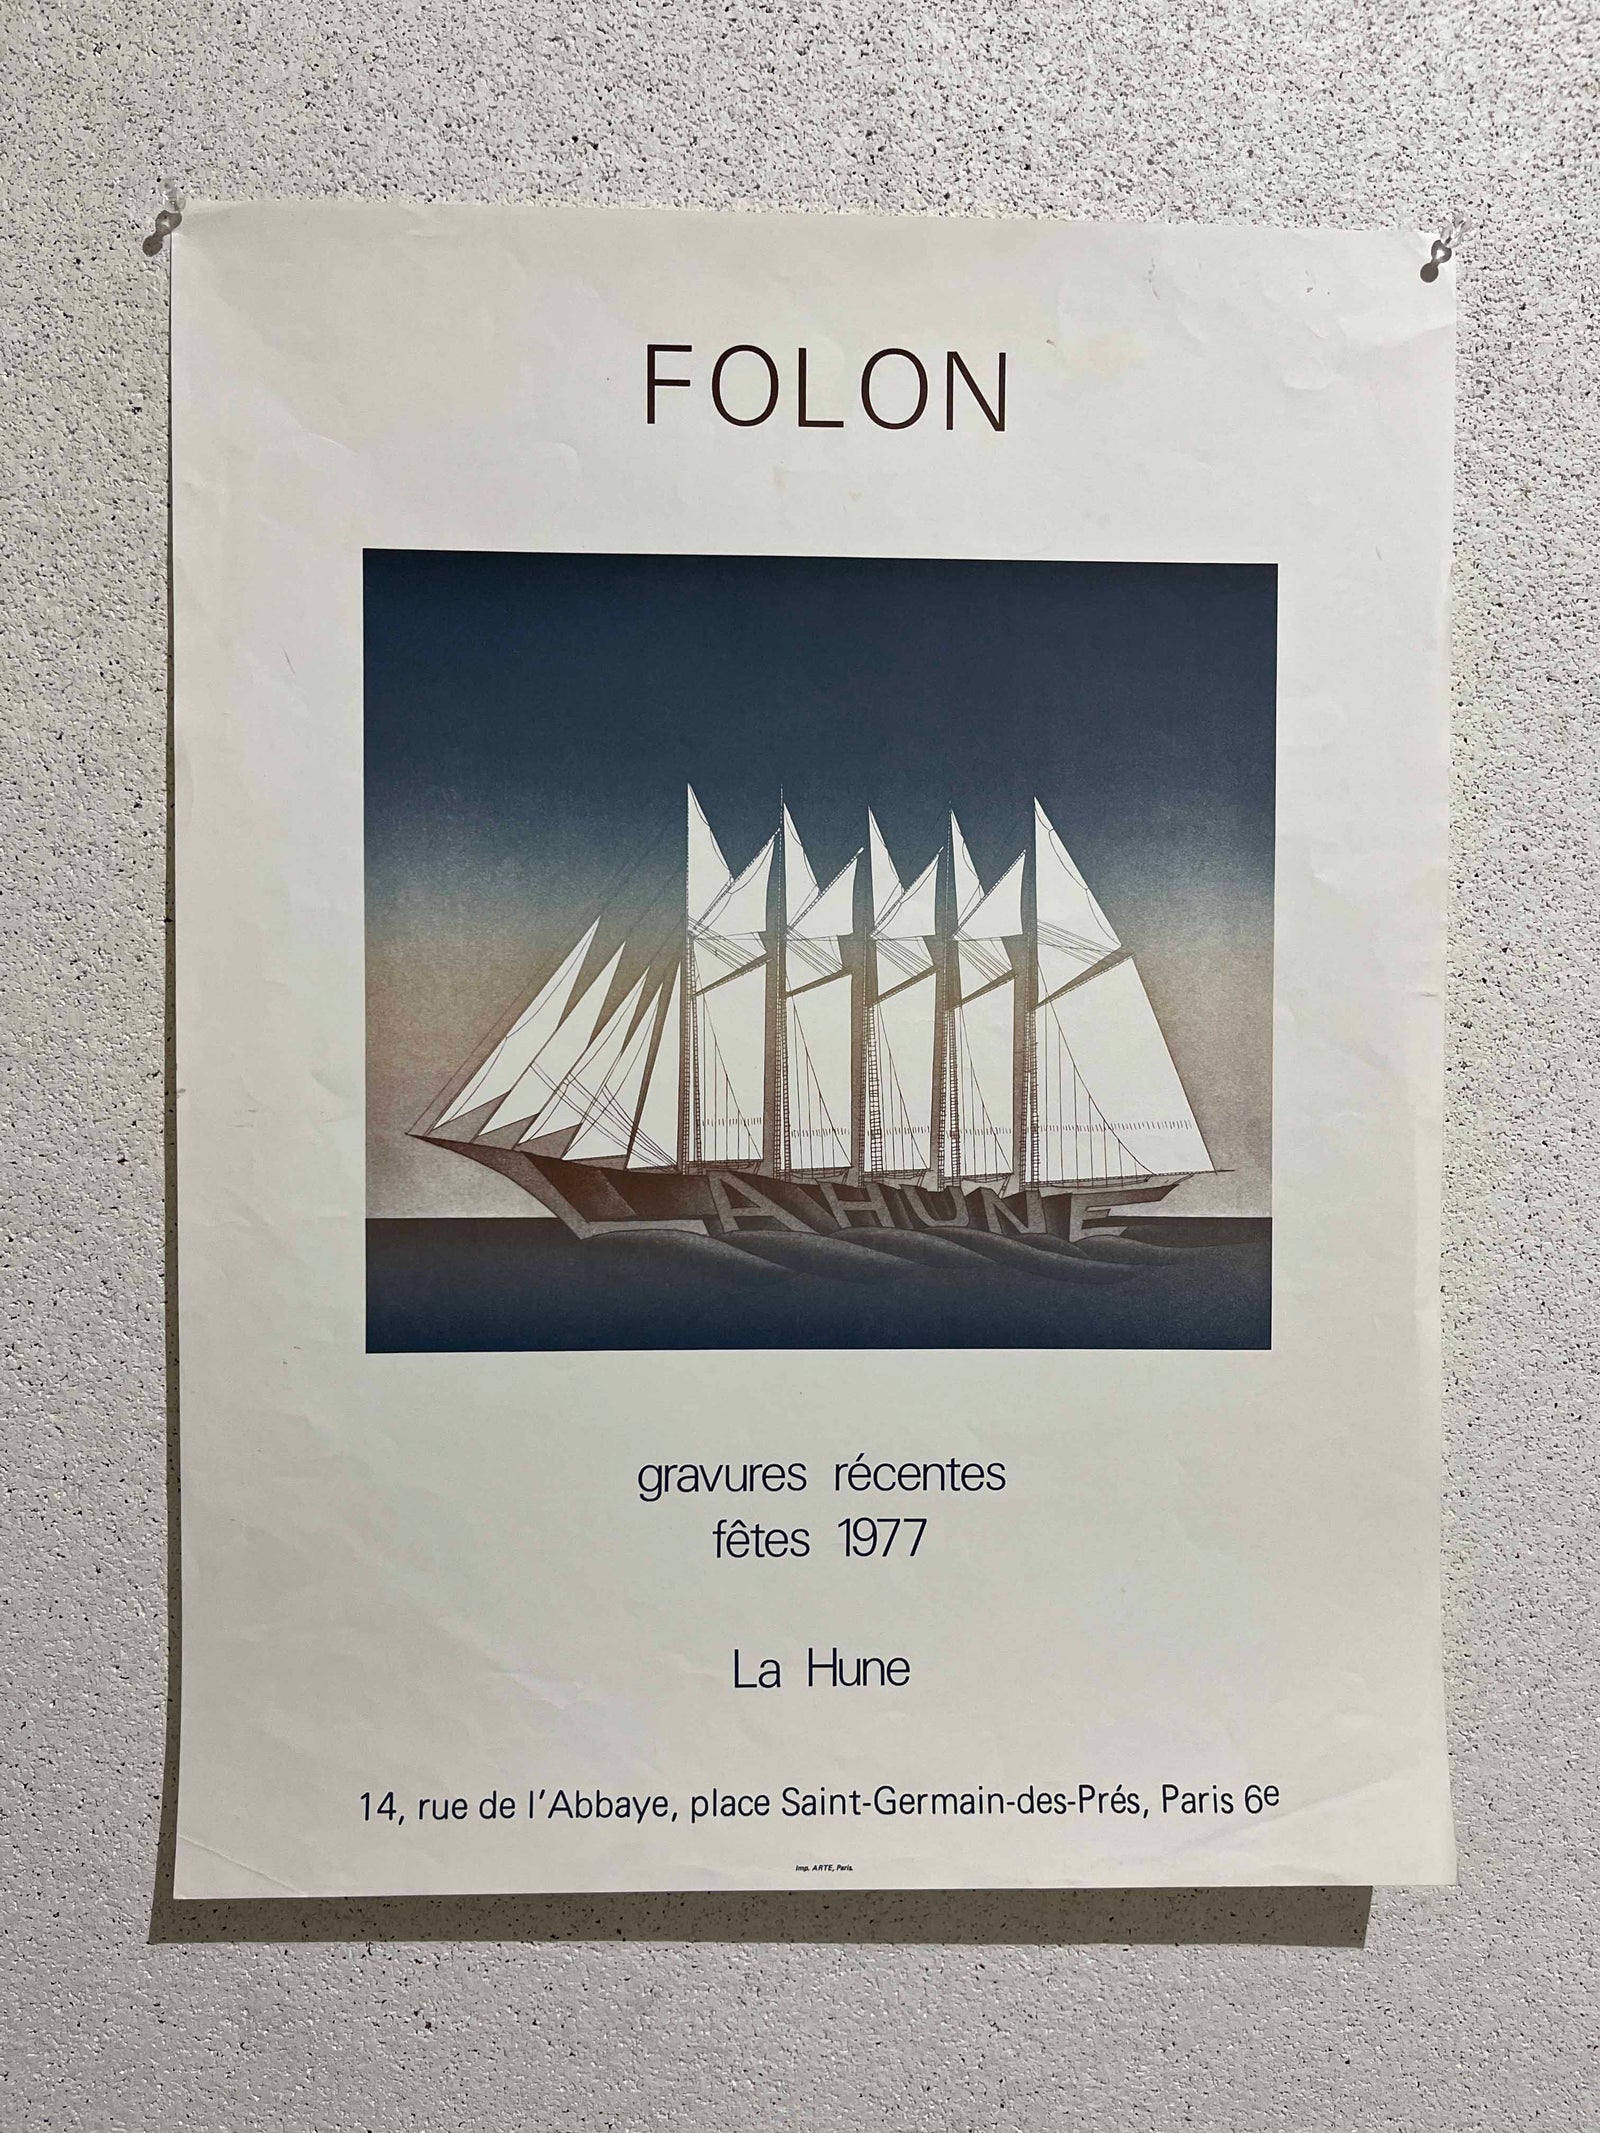 FOLON
LA HUNE
gravures récentes
fêtes 1977
La Hune
14, rue de l'Abbaye, place Saint-Germain-des-Prés, Paris 6e
Imp. ARTE, Paris.